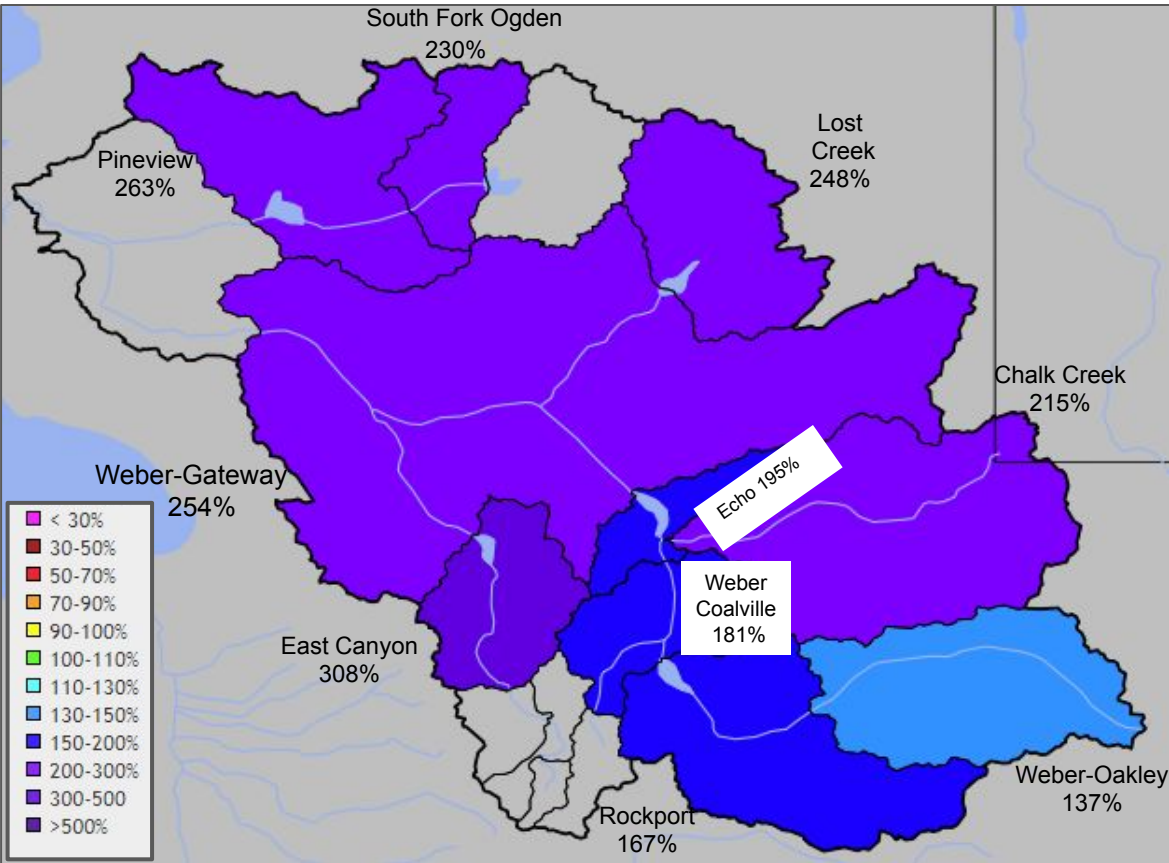 South Fork Ogden
230%
Lost
Creek
248%
Pineview
263%
Chalk Creek
215%
Weber-Gateway
254%
Echo 195%
Weber
Coalville
181%
East Canyon
308%
Weber-Oakley
137%
Rockport
167%
< 30%
30-50%
50-70%
70-90%
90-100%
100-110%
110-130%
130-150%
150-200%
200-300%
300-500
>500%